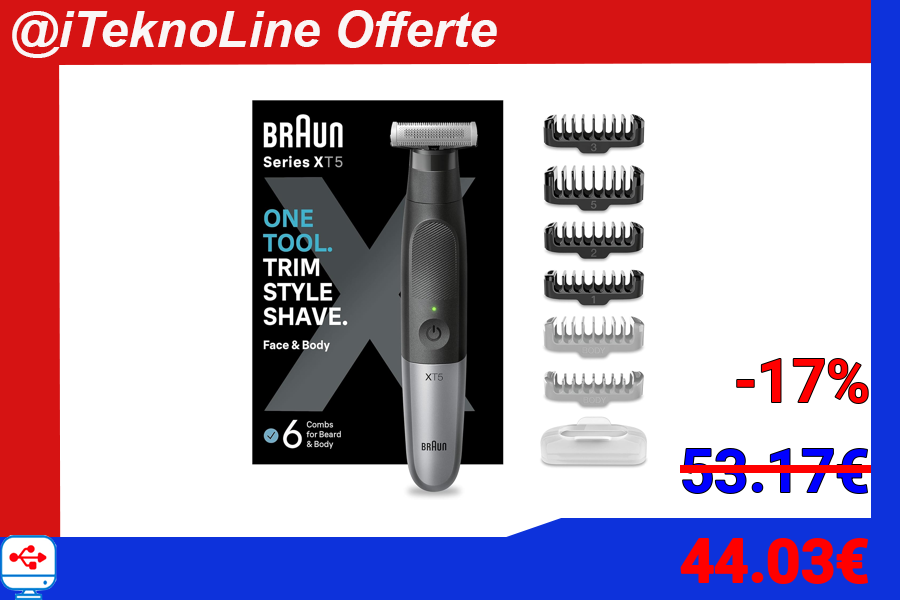 @iTeknoLine Offerte
BRAUN
Series XT5
ONE
TOOL.
TRIM
STYLE
SHAVE.
Face & Body
6 Combs
for Beard
& Body
XT5
BRAUN
3
5
2
1
-17%
53.17€
44.03€